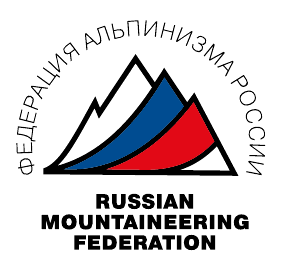 ФЕДЕРАЦИЯ АЛЬПИНИЗМА РОССИИ
RUSSIAN
MOUNTAINEERING
FEDERATION